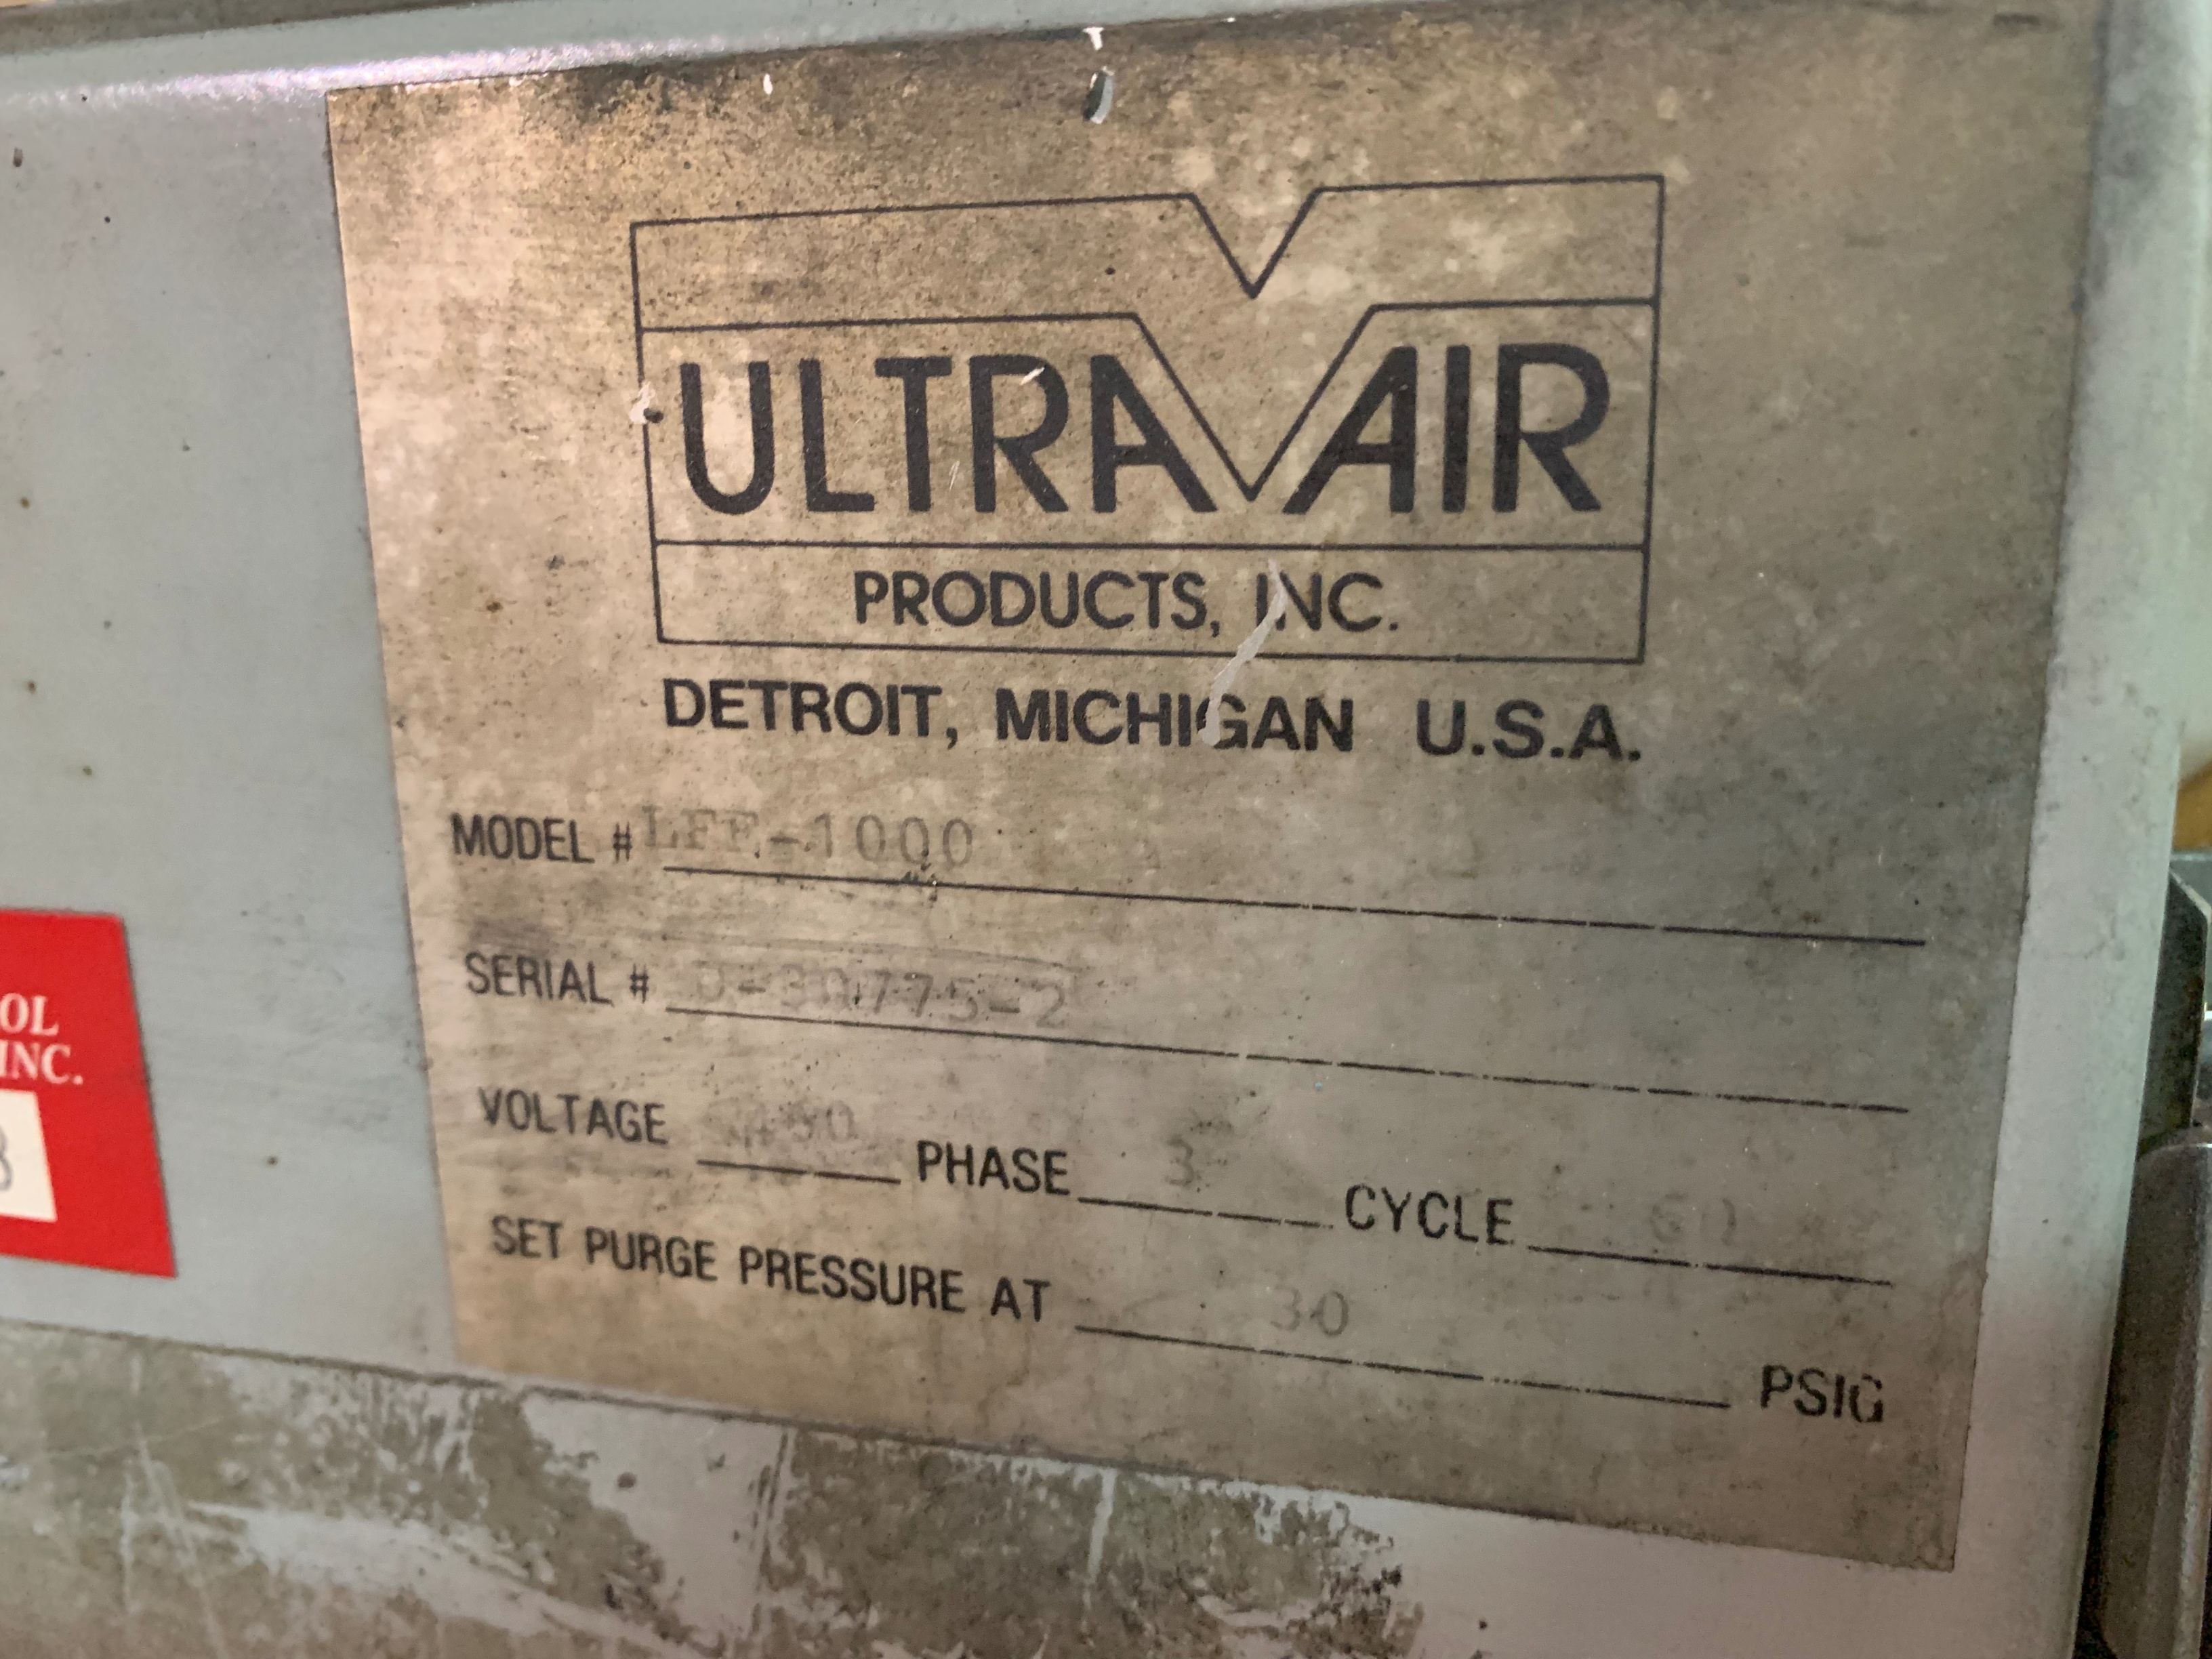 ULTRA AIR
PRODUCTS, INC.
DETROIT, MICHIGAN U.S.A.
MODEL # LFF-1000
SERIAL #
VOLTAGE PHASE 3 CYCLE 60
SET PURGE PRESSURE AT 30 PSIG
OL
INC.